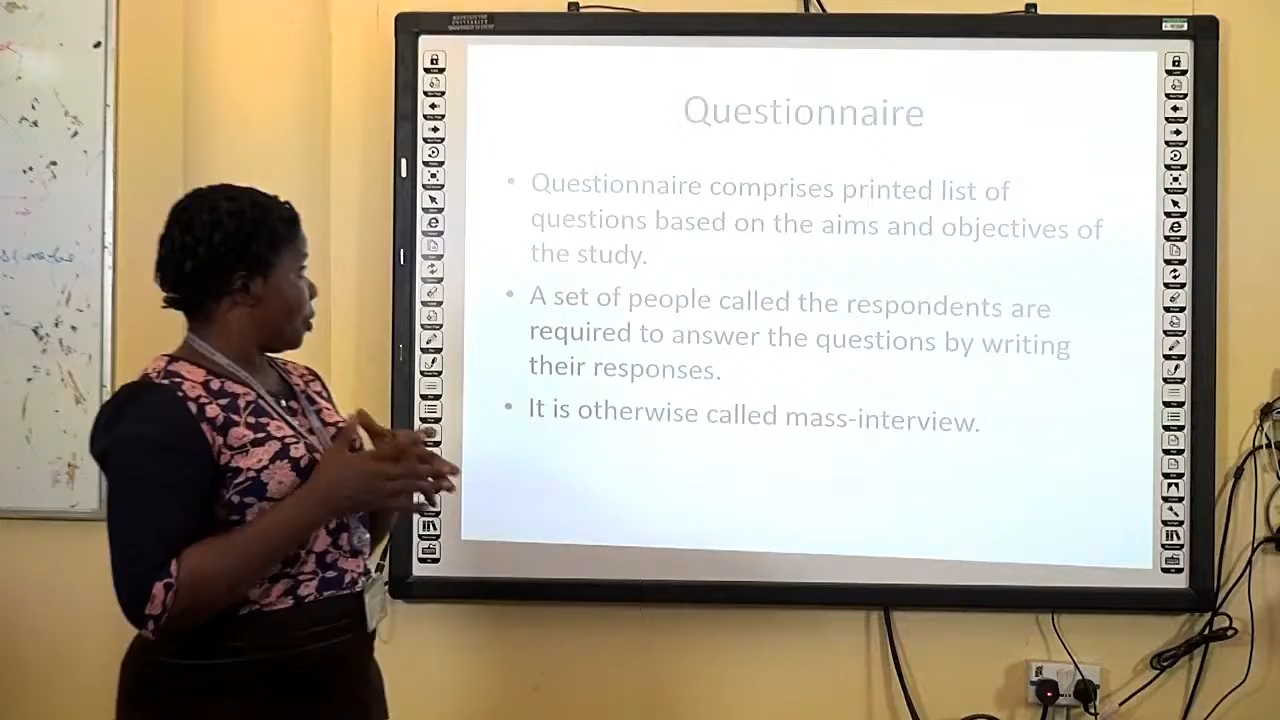 Questionnaire
• Questionnaire comprises printed list of
questions based on the aims and objectives of
the study.
• A set of people called the respondents are
required to answer the questions by writing
their responses.
• It is otherwise called mass-interview.